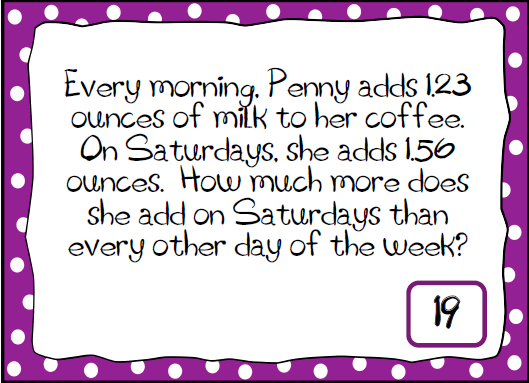 Every morning, Penny adds 1.23
ounces of milk to her coffee.
On Saturdays, she adds 1.56
ounces. How much more does
she add on Saturdays than
every other day of the week?
19